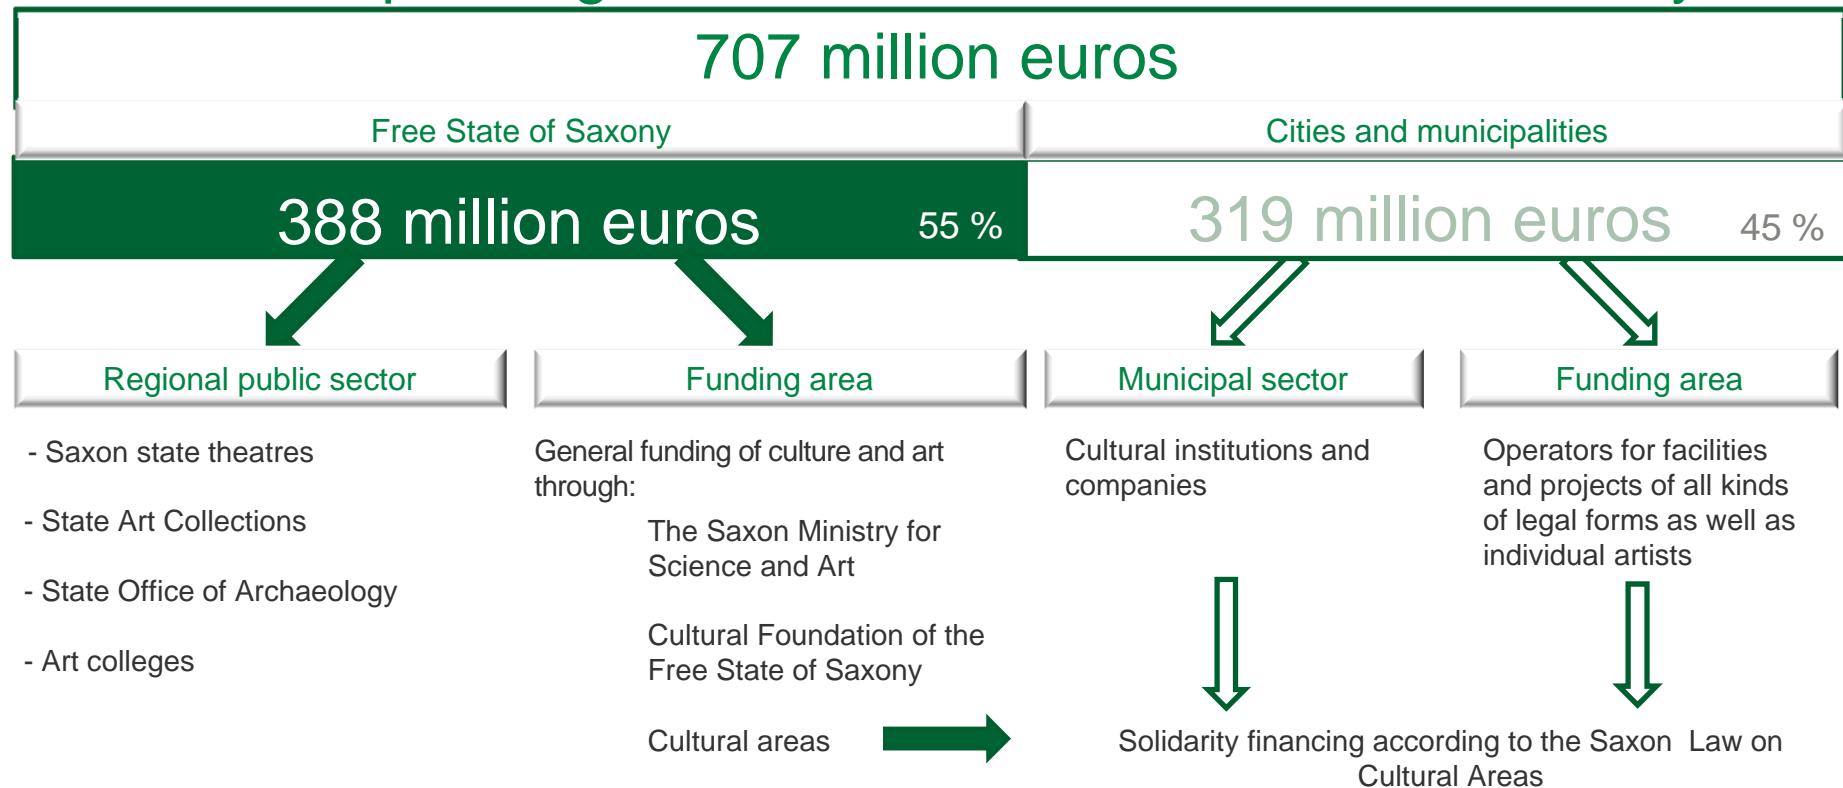 707 million euros
Free State of Saxony
Cities and municipalities
388 million euros
55 %
319 million euros
45 %
Regional public sector
Funding area
Municipal sector
Funding area
- Saxon state theatres
- State Art Collections
- State Office of Archaeology
- Art colleges
General funding of culture and art
through:
The Saxon Ministry for
Science and Art
Cultural Foundation of the
Free State of Saxony
Cultural areas
Cultural institutions and
companies
Operators for facilities
and projects of all kinds
of legal forms as well as
individual artists
Solidarity financing according to the Saxon Law on
Cultural Areas